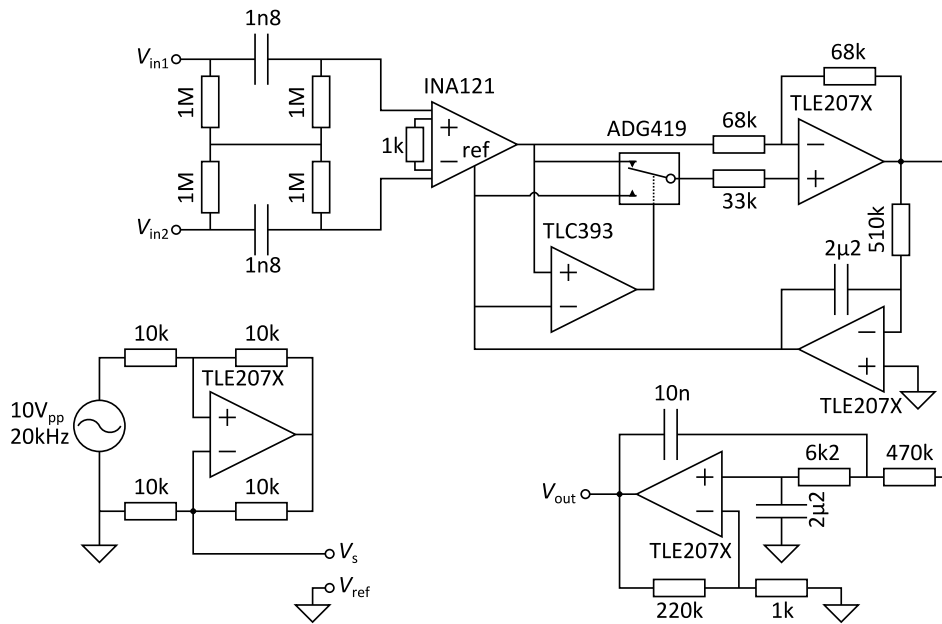 1n8
68k
V_in1
1M
1M
INA121
TLE207X
ADG419
68k
1k
ref
1M
1M
33k
TLC393
510k
V_in2
1n8
2µ2
10k
10k
TLE207X
10V_pp
20kHz
TLE207X
10n
6k2
470k
10k
10k
V_out
2µ2
V_s
TLE207X
V_ref
220k
1k